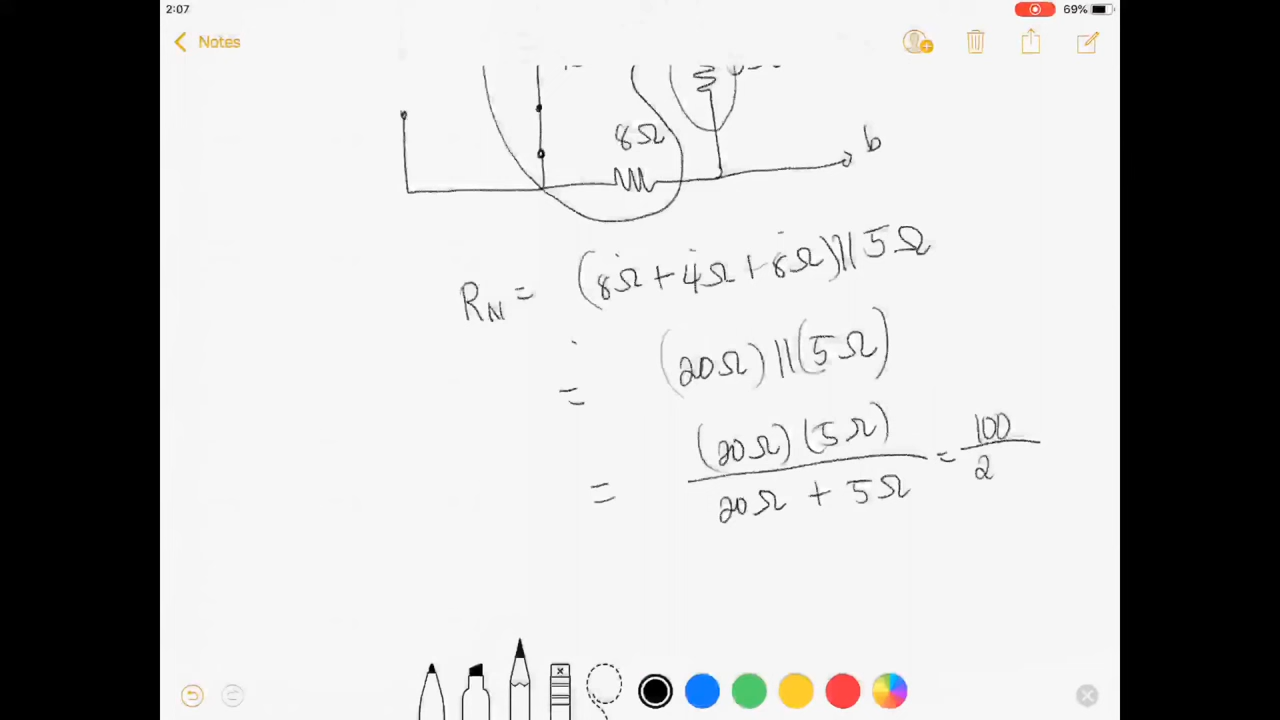 2:07
69%
Notes
8Ω
b
R_N = (8Ω + 4Ω + 8Ω) || 5Ω
= (20Ω) || (5Ω)
= (20Ω) (5Ω) / 20Ω + 5Ω = 100 / 2